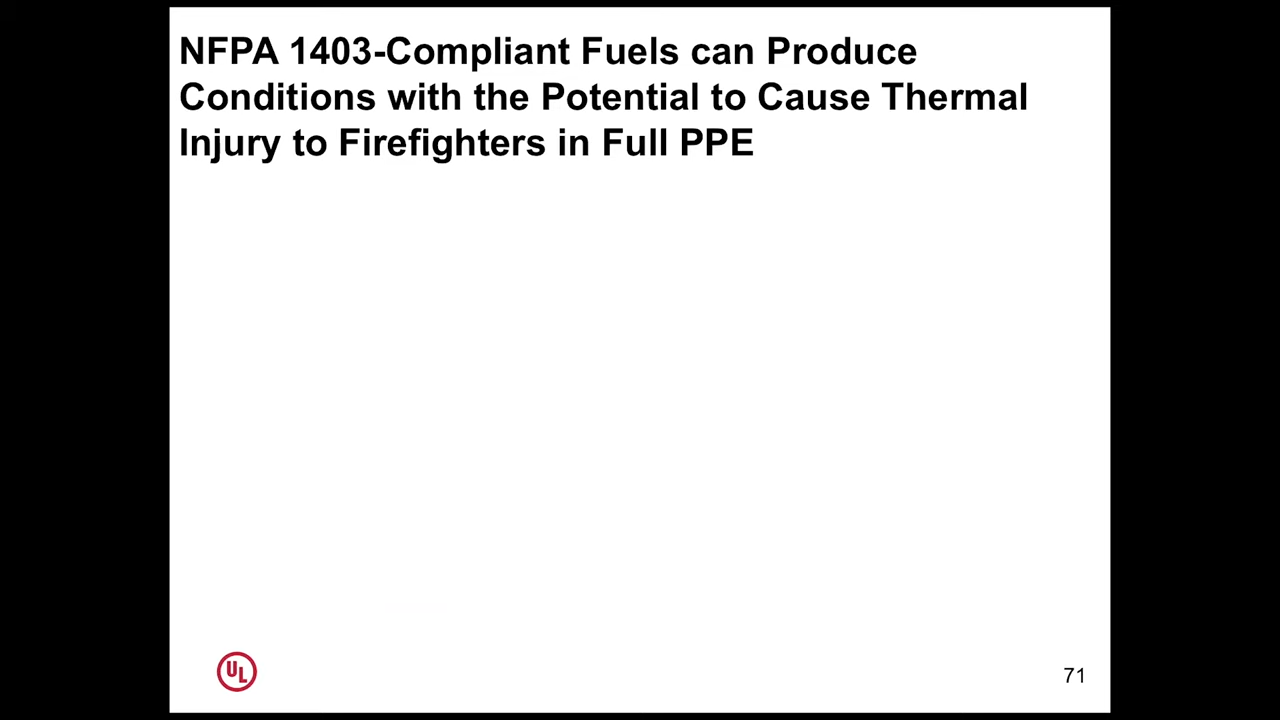 NFPA 1403-Compliant Fuels can Produce
Conditions with the Potential to Cause Thermal
Injury to Firefighters in Full PPE
UL
71